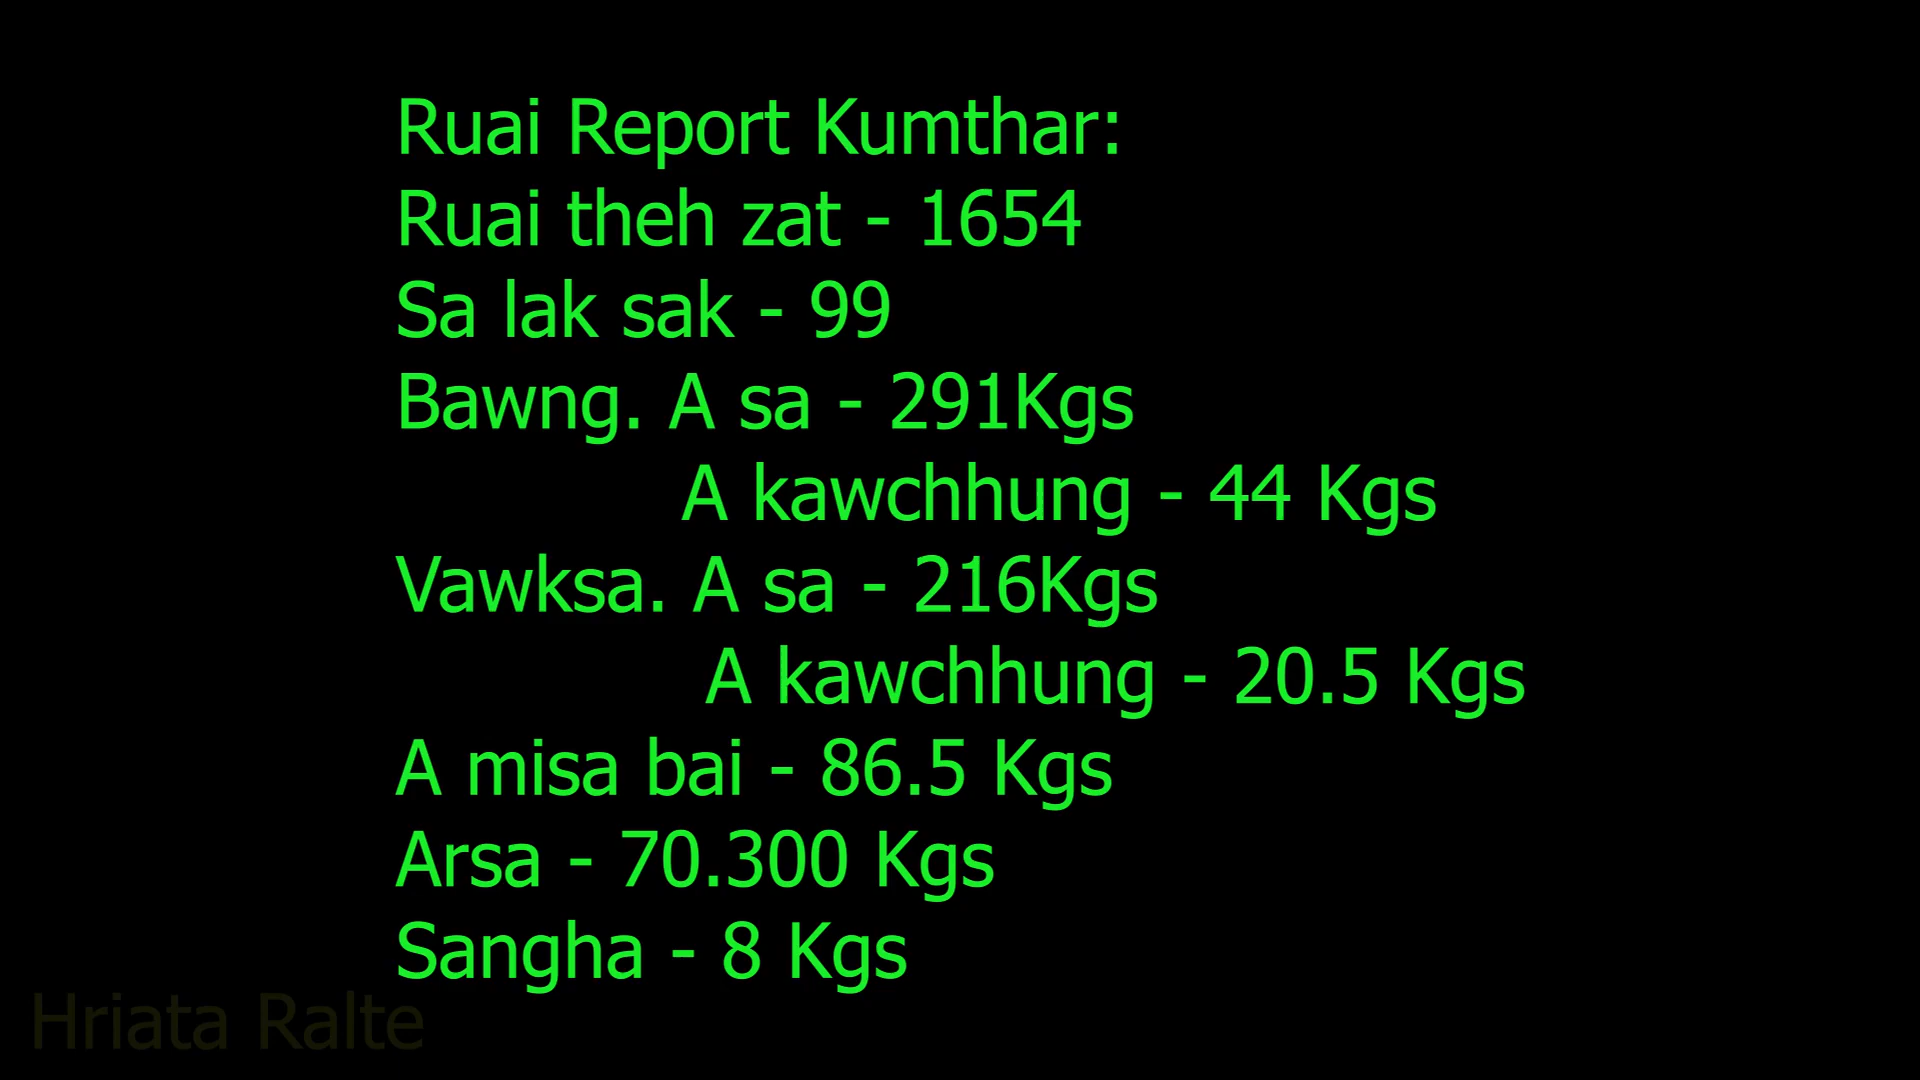 Ruai Report Kumthar:
Ruai theh zat - 1654
Sa lak sak - 99
Bawng. A sa - 291Kgs
A kawchhung - 44 Kgs
Vawksa. A sa - 216Kgs
A kawchhung - 20.5 Kgs
A misa bai - 86.5 Kgs
Arsa - 70.300 Kgs
Sangha - 8 Kgs
Hriata Ralte